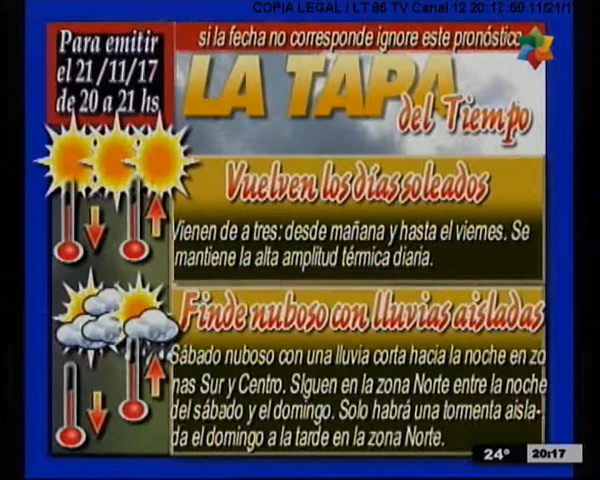 COPIA LEGAL / LT 85 TV Canal 12 20:17:50 11/21/1
Para emitir
el 21/11/17
de 20 a 21 hs
si la fecha no corresponde ignore este pronóstico
LA TAPA
del Tiempo
Vuelven los días soleados
Vienen de a tres: desde mañana y hasta el viernes. Se
mantiene la alta amplitud térmica diaria.
Finde nuboso con lluvias aisladas
Sábado nuboso con una lluvia corta hacia la noche en zo
nas Sur y Centro. SIguen en la zona Norte entre la noche
del sábado y el domingo. Solo habrá una tormenta aisla-
da el domingo a la tarde en la zona Norte.
24° 20:17